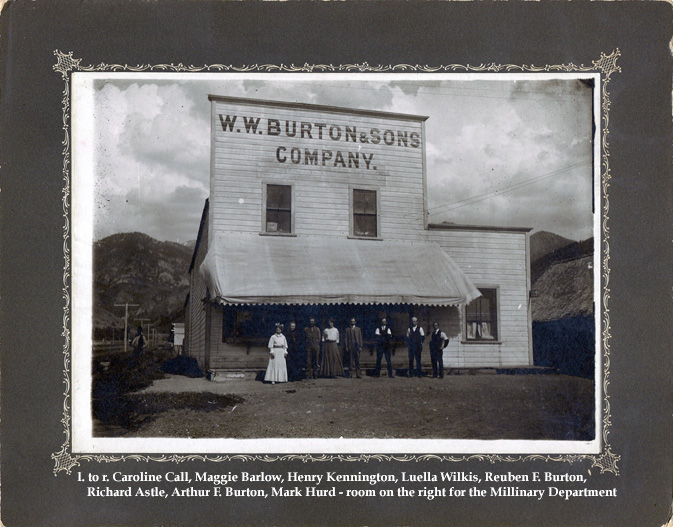 W.W. BURTON & SONS
COMPANY.
l. to r. Caroline Call, Maggie Barlow, Henry Kennington, Luella Wilkis, Reuben F. Burton,
Richard Astle, Arthur F. Burton, Mark Hurd - room on the right for the Millinary Department